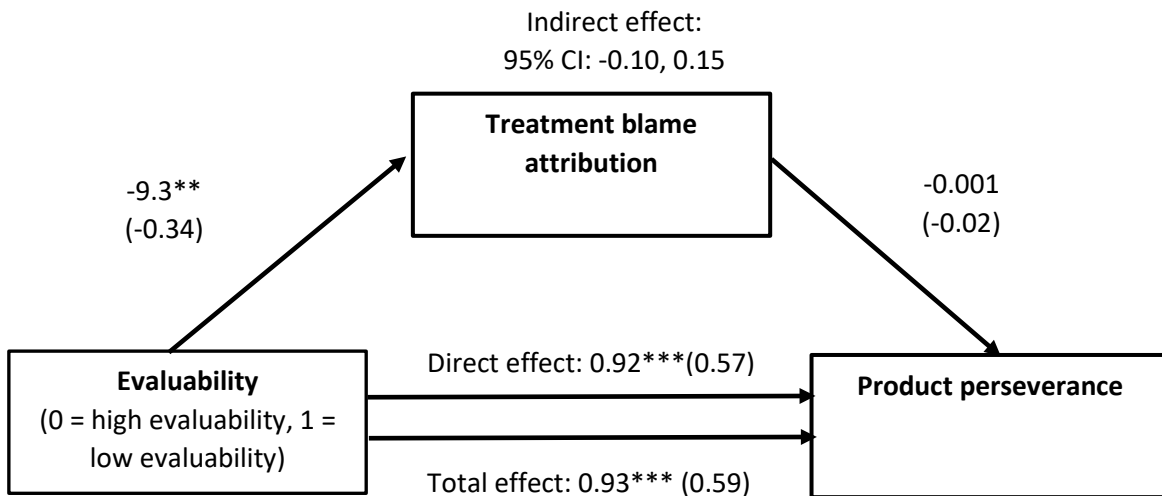 Indirect effect:
95% CI: -0.10, 0.15
Treatment blame
attribution
-9.3**
(-0.34)
-0.001
(-0.02)
Evaluability
(0 = high evaluability, 1 =
low evaluability)
Direct effect: 0.92***(0.57)
Product perseverance
Total effect: 0.93*** (0.59)